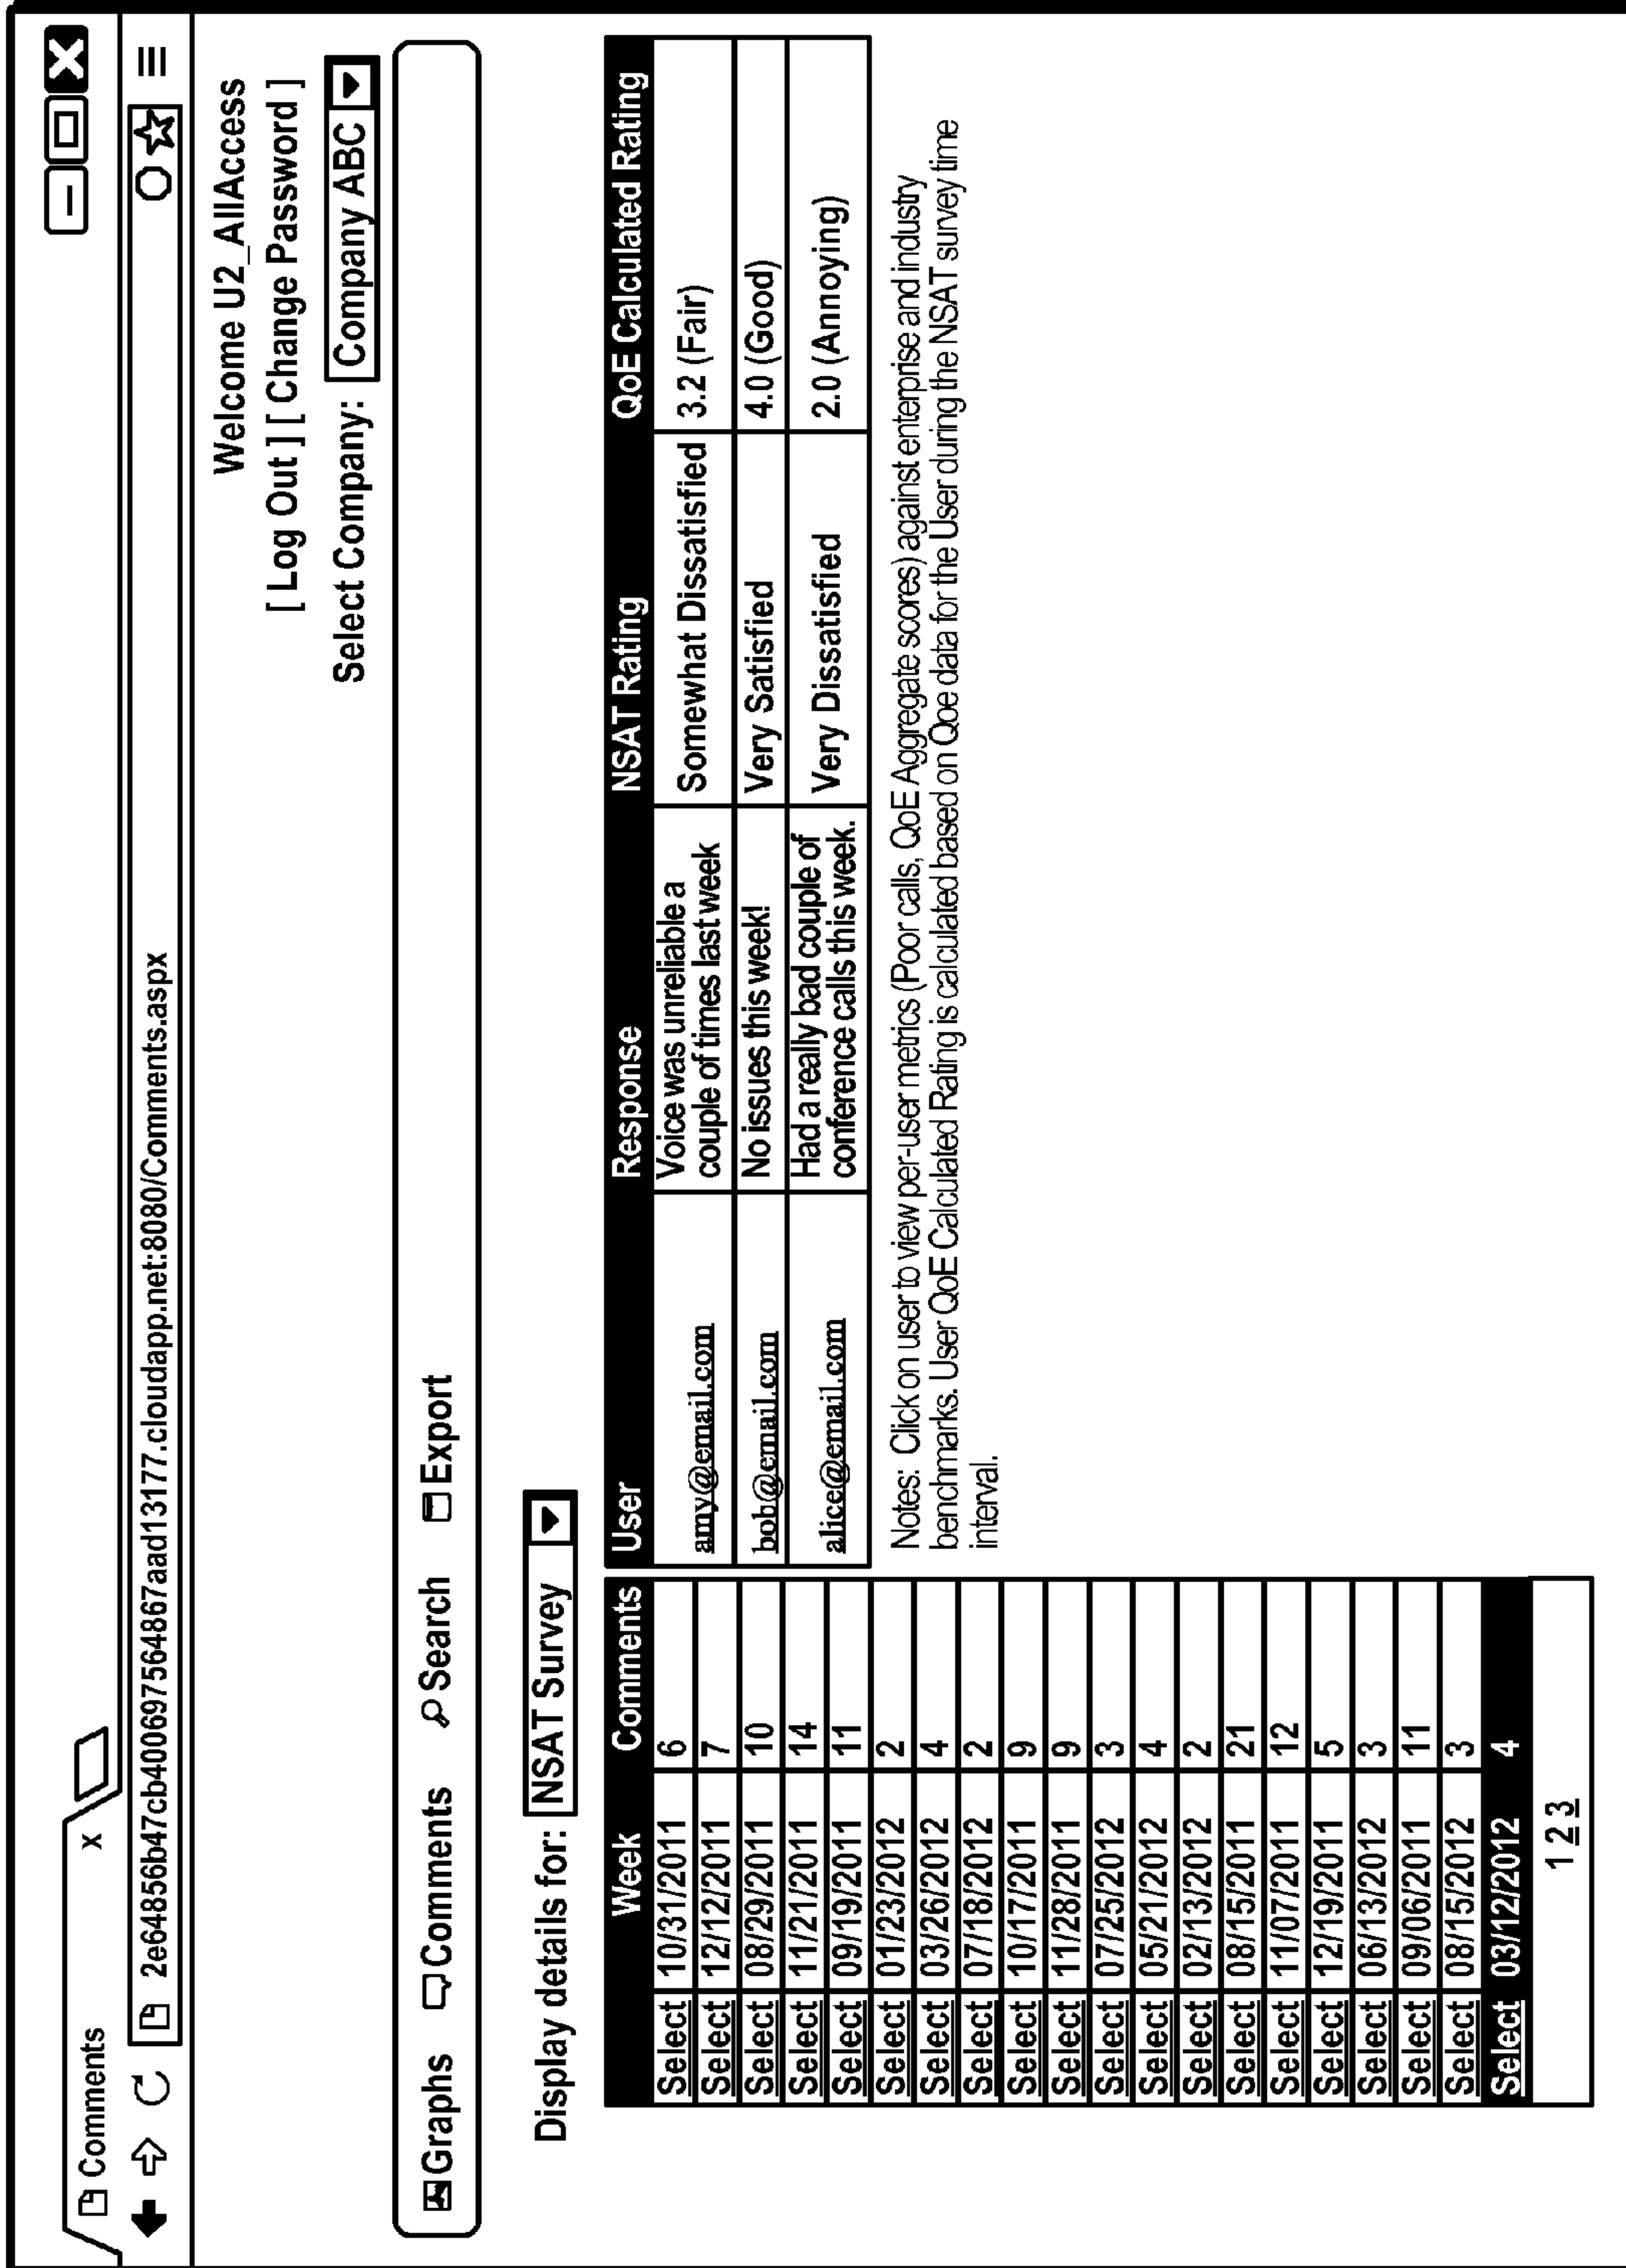 Comments x
2e64856b47cb400697564867aad13177.cloudapp.net:8080/Comments.aspx
Welcome U2_AllAccess
[ Log Out ] [ Change Password ]
Select Company: Company ABC
Graphs Comments Search Export
Display details for: NSAT Survey
Week Comments
Select 10/31/2011 6
Select 12/12/2011 7
Select 08/29/2011 10
Select 11/21/2011 14
Select 09/19/2011 11
Select 01/23/2012 2
Select 03/26/2012 4
Select 07/18/2012 2
Select 10/17/2011 9
Select 11/28/2011 9
Select 07/25/2012 3
Select 05/21/2012 4
Select 02/13/2012 2
Select 08/15/2011 21
Select 11/07/2011 12
Select 12/19/2011 5
Select 06/13/2012 3
Select 09/06/2011 11
Select 08/15/2012 3
Select 03/12/2012 4
1 2 3
User Response NSAT Rating QoE Calculated Rating
amy@email.com Voice was unreliable a Somewhat Dissatisfied 3.2 (Fair)
couple of times last week
bob@email.com No issues this week! Very Satisfied 4.0 (Good)
alice@email.com Had a really bad couple of Very Dissatisfied 2.0 (Annoying)
conference calls this week.
Notes: Click on user to view per-user metrics (Poor calls, QoE Aggregate scores) against enterprise and industry
benchmarks. User QoE Calculated Rating is calculated based on Qoe data for the User during the NSAT survey time
interval.